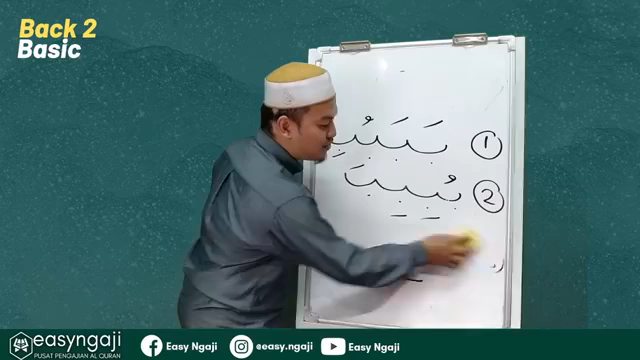 Back 2
Basic
① بَبَبُبِ
② بُبِبِبَ
easyngaji
PUSAT PENGAJIAN AL QURAN
Easy Ngaji
@easy.ngaji
Easy Ngaji